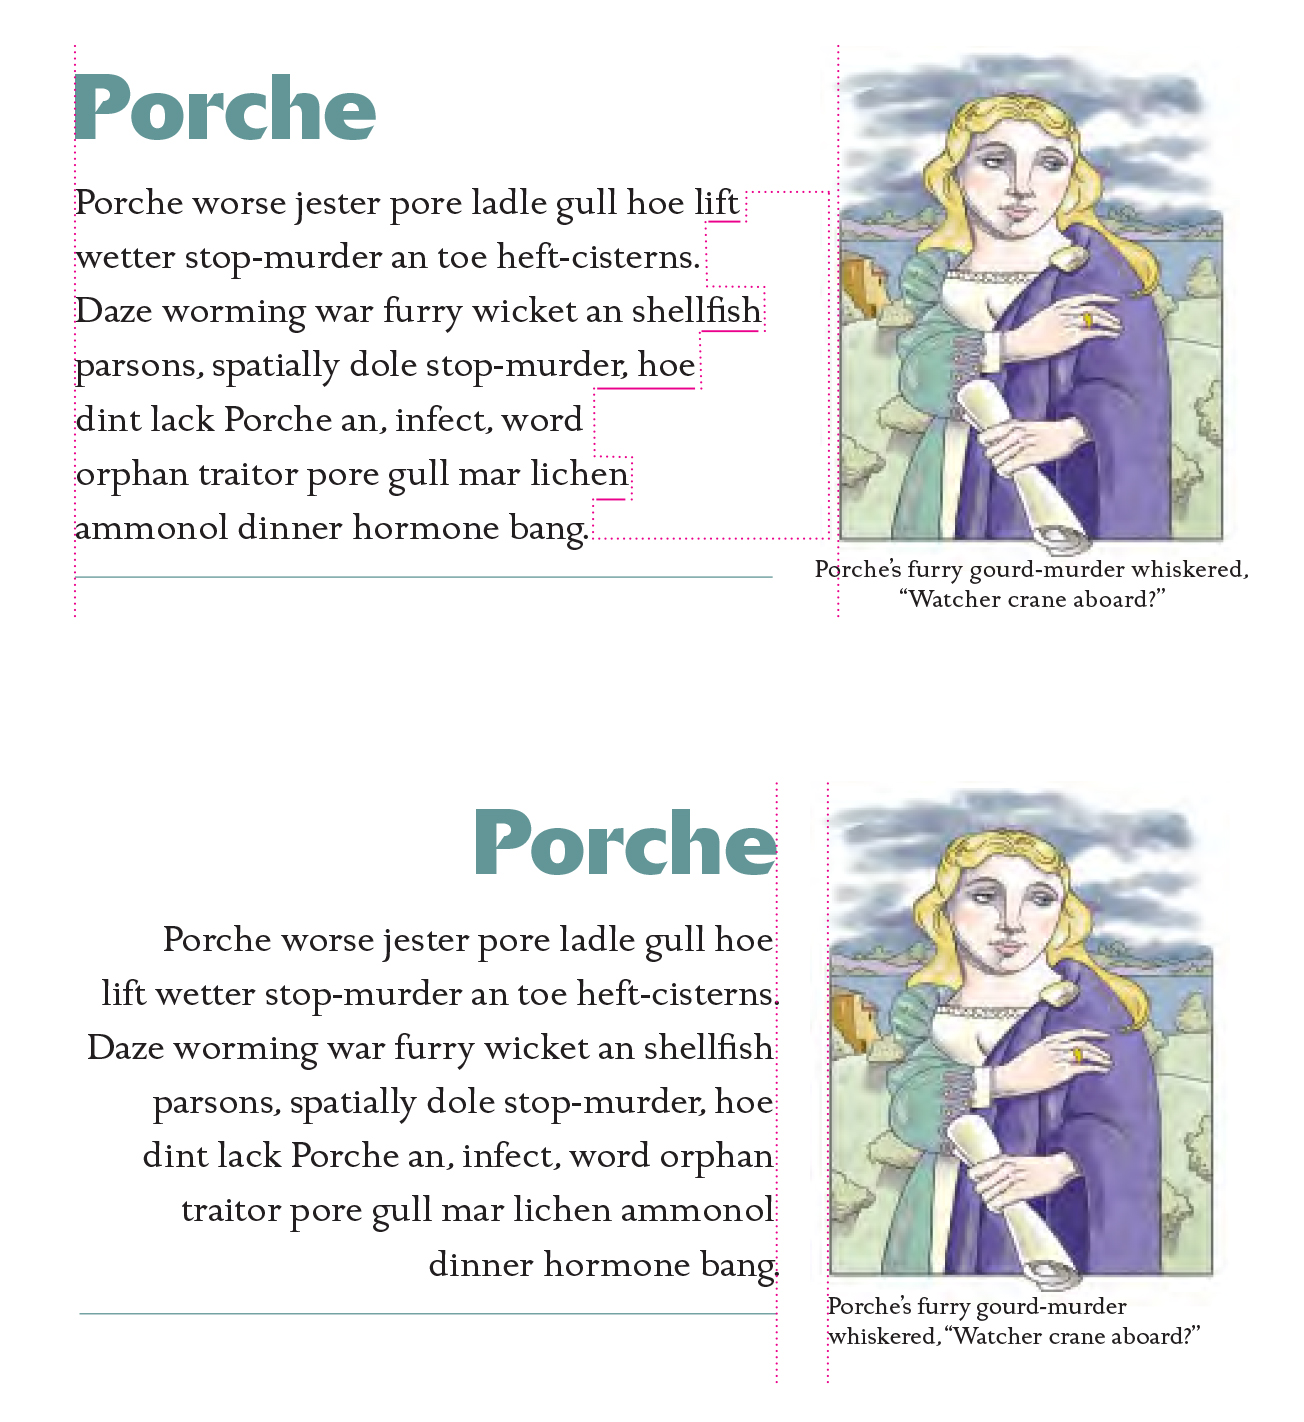 Porche
Porche worse jester pore ladle gull hoe lift
wetter stop-murder an toe heft-cisterns.
Daze worming war furry wicket an shellfish
parsons, spatially dole stop-murder, hoe
dint lack Porche an, infect, word
orphan traitor pore gull mar lichen
ammonol dinner hormone bang.
Porche’s furry gourd-murder whiskered,
“Watcher crane aboard?”
Porche
Porche worse jester pore ladle gull hoe
lift wetter stop-murder an toe heft-cisterns.
Daze worming war furry wicket an shellfish
parsons, spatially dole stop-murder, hoe
dint lack Porche an, infect, word orphan
traitor pore gull mar lichen ammonol
dinner hormone bang.
Porche’s furry gourd-murder
whiskered, “Watcher crane aboard?”